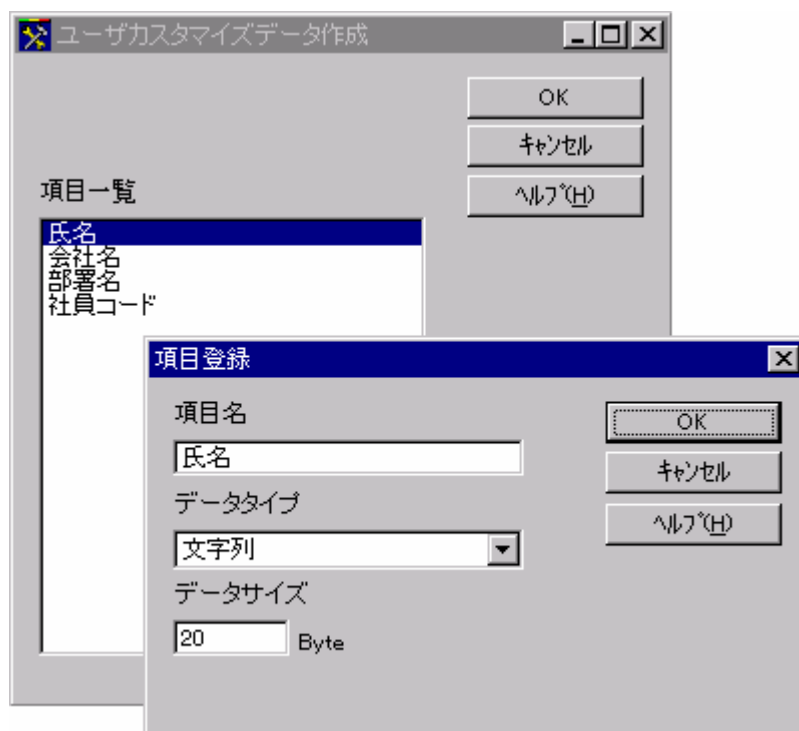 ユーザカスタマイズデータ作成
OK
キャンセル
ﾍﾙﾌﾟ(H)
項目一覧
氏名
会社名
部署名
社員コード
項目登録
項目名
氏名
データタイプ
文字列
データサイズ
20 Byte
OK
キャンセル
ﾍﾙﾌﾟ(H)